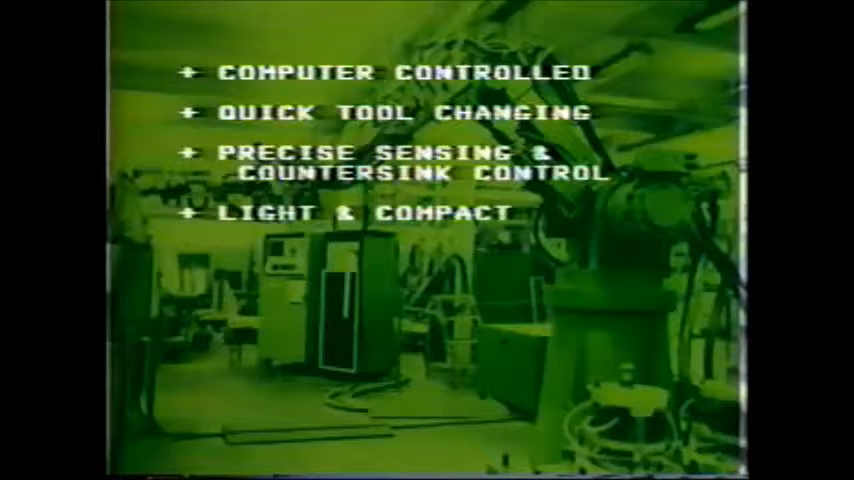 + COMPUTER CONTROLLED
+ QUICK TOOL CHANGING
+ PRECISE SENSING &
COUNTERSINK CONTROL
+ LIGHT & COMPACT